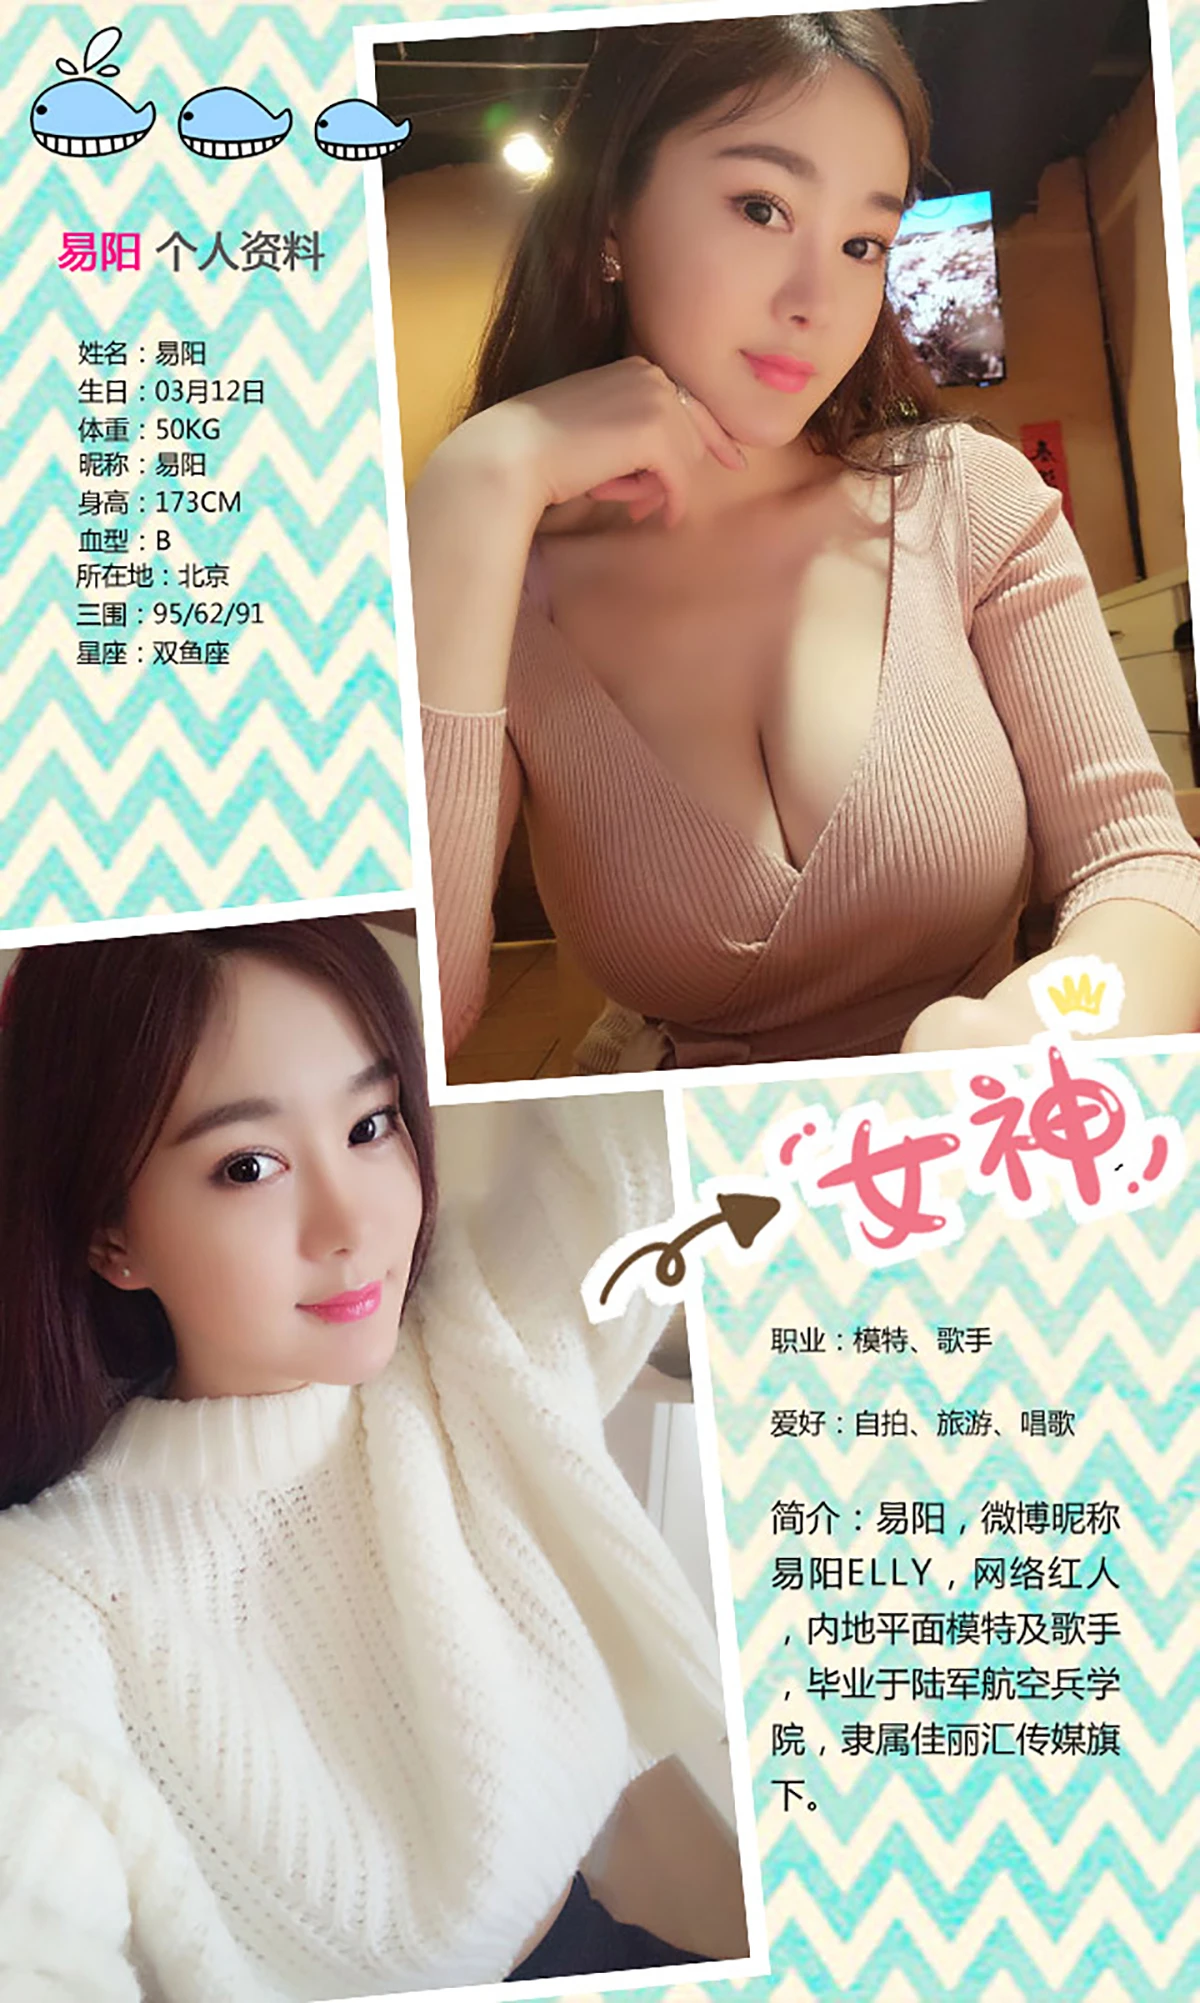 易阳 个人资料
姓名：易阳
生日：03月12日
体重：50KG
昵称：易阳
身高：173CM
血型：B
所在地：北京
三围：95/62/91
星座：双鱼座
女神
职业：模特、歌手
爱好：自拍、旅游、唱歌
简介：易阳，微博昵称
易阳ELLY，网络红人
，内地平面模特及歌手
，毕业于陆军航空兵学
院，隶属佳丽汇传媒旗
下。